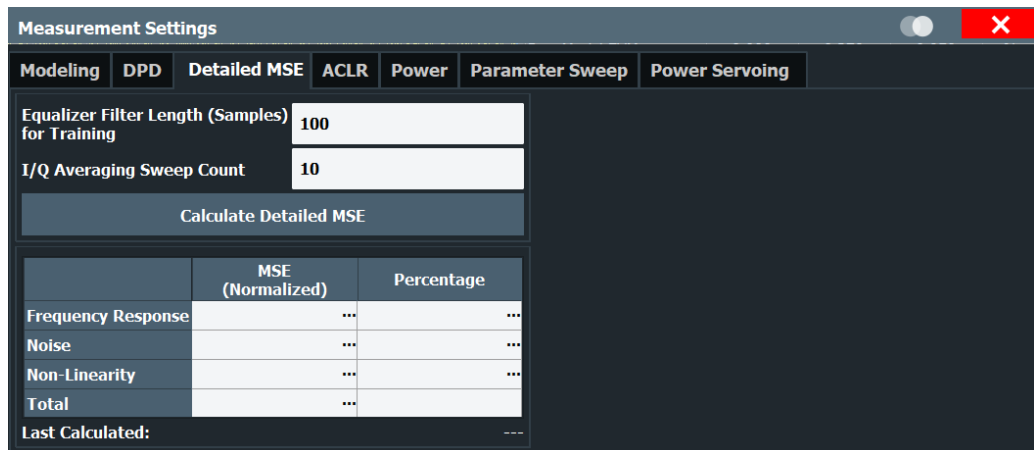 Measurement Settings
Modeling DPD Detailed MSE ACLR Power Parameter Sweep Power Servoing
Equalizer Filter Length (Samples)
for Training
100
I/Q Averaging Sweep Count 10
Calculate Detailed MSE
MSE
(Normalized)
Percentage
Frequency Response ... ...
Noise ... ...
Non-Linearity ... ...
Total ...
Last Calculated: ---